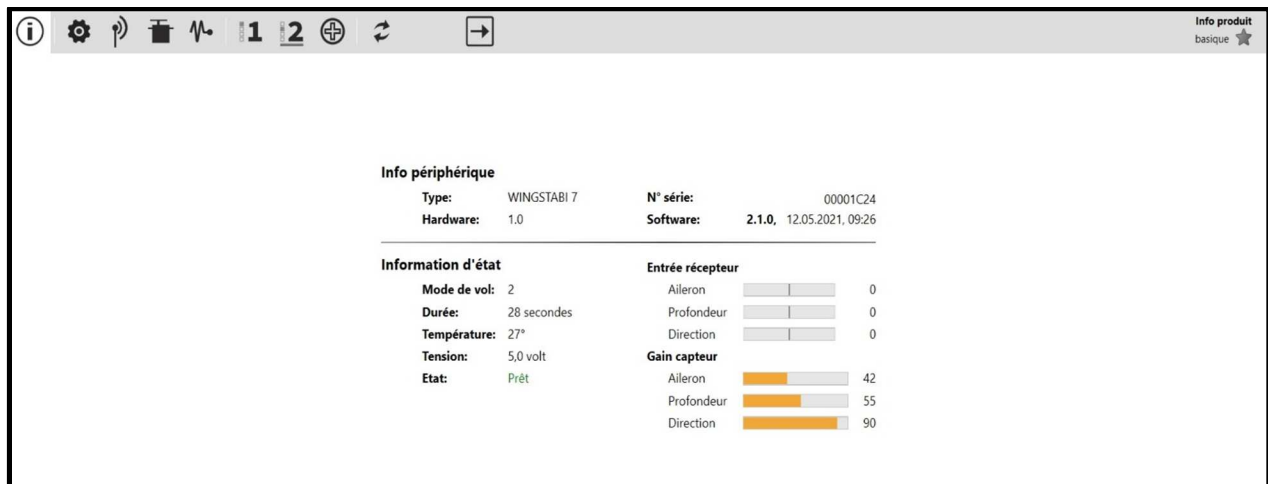 1 2
Info produit
basique
Info périphérique
Type: WINGSTABI 7 N° série: 00001C24
Hardware: 1.0 Software: 2.1.0, 12.05.2021, 09:26
Information d'état
Entrée récepteur
Mode de vol: 2 Aileron 0
Durée: 28 secondes Profondeur 0
Température: 27° Direction 0
Tension: 5,0 volt Gain capteur
Etat: Prêt Aileron 42
Profondeur 55
Direction 90